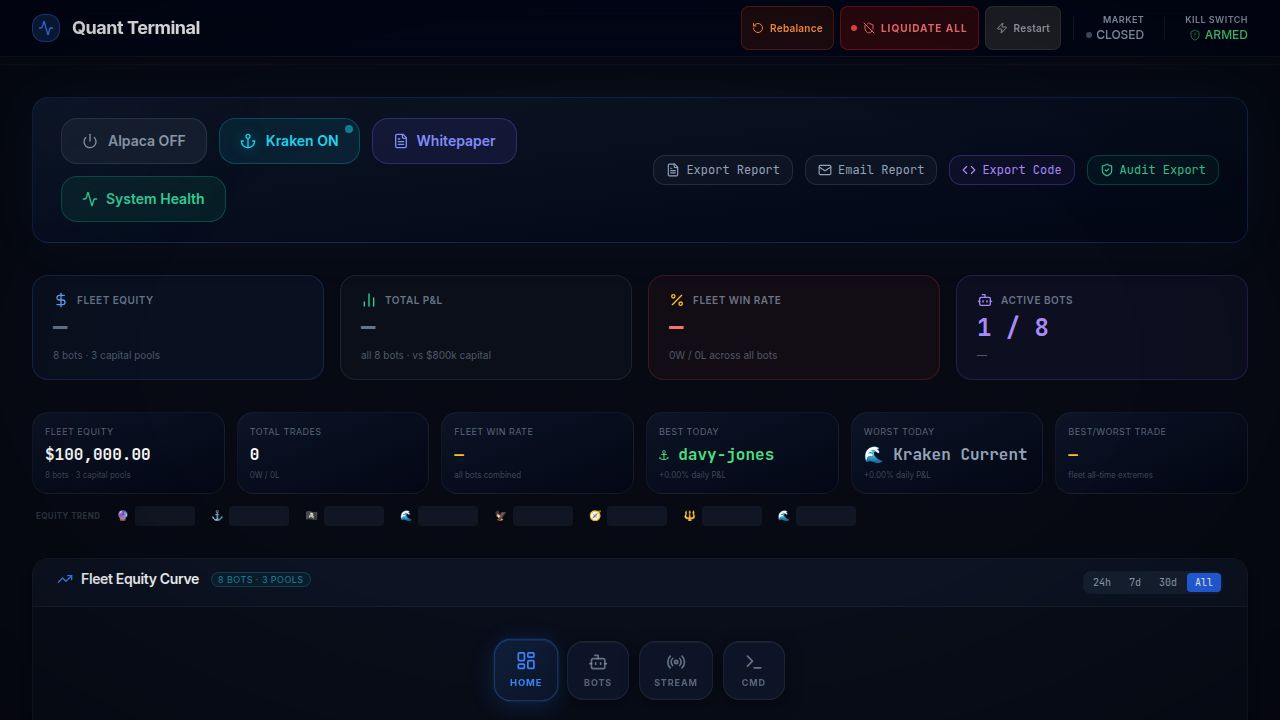 Quant Terminal
Rebalance
LIQUIDATE ALL
Restart
MARKET
CLOSED
KILL SWITCH
ARMED
Alpaca OFF
Kraken ON
Whitepaper
System Health
Export Report
Email Report
Export Code
Audit Export
FLEET EQUITY
—
8 bots · 3 capital pools
TOTAL P&L
—
all 8 bots · vs $800k capital
FLEET WIN RATE
—
0W / 0L across all bots
ACTIVE BOTS
1 / 8
—
FLEET EQUITY
$100,000.00
8 bots · 3 capital pools
TOTAL TRADES
0
0W / 0L
FLEET WIN RATE
—
all bots combined
BEST TODAY
⚓ davy-jones
+0.00% daily P&L
WORST TODAY
🌊 Kraken Current
+0.00% daily P&L
BEST/WORST TRADE
—
fleet all-time extremes
EQUITY TREND
Fleet Equity Curve
8 BOTS · 3 POOLS
24h
7d
30d
All
HOME
BOTS
STREAM
CMD